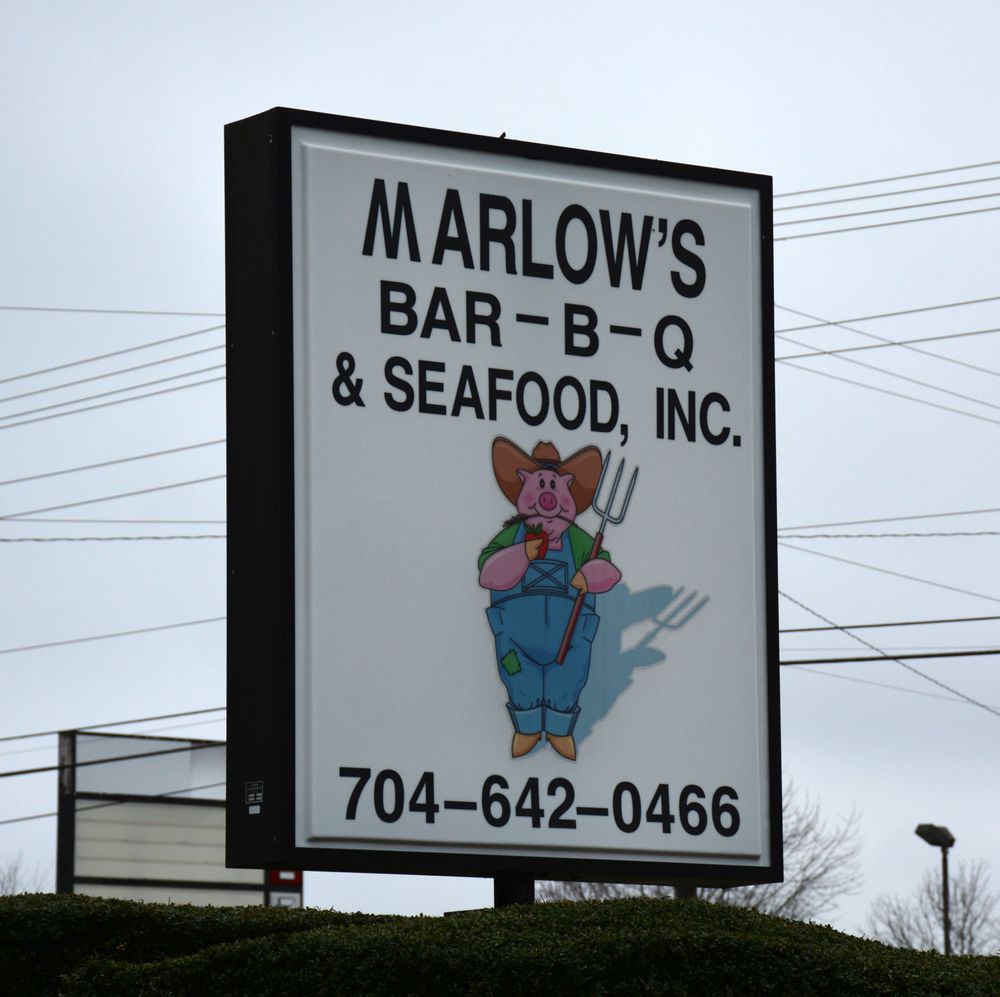 MARLOW'S
BAR-B-Q
& SEAFOOD, INC.
704-642-0466